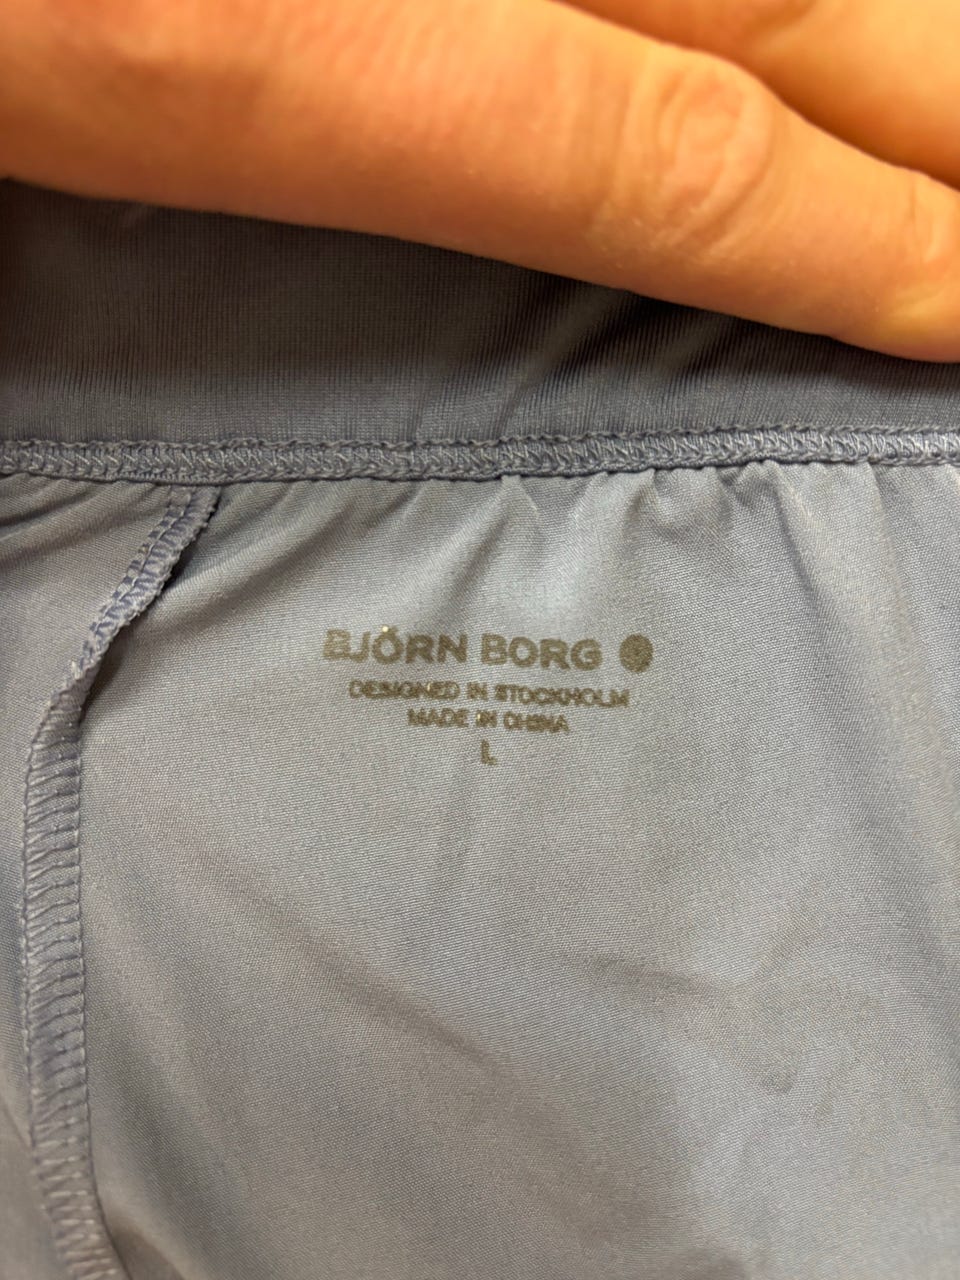 BJÖRN BORG
DESIGNED IN STOCKHOLM
MADE IN CHINA
L